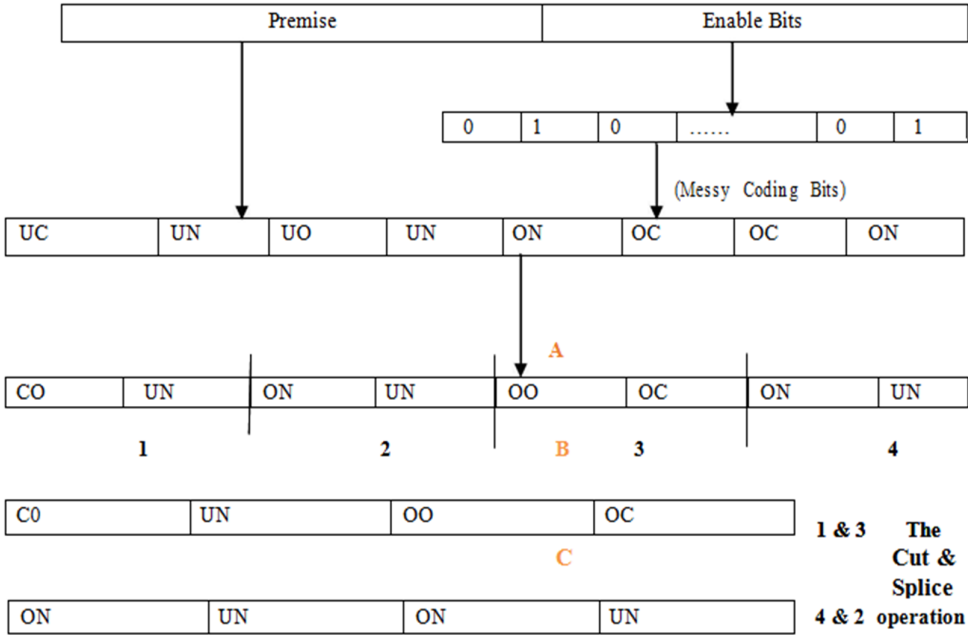 Premise Enable Bits
0 1 0 ...... 0 1
(Messy Coding Bits)
UC UN UO UN ON OC OC ON
A
CO UN ON UN OO OC ON UN
1 2 B 3 4
C0 UN OO OC
1 & 3 The
C Cut &
Splice
ON UN ON UN 4 & 2 operation